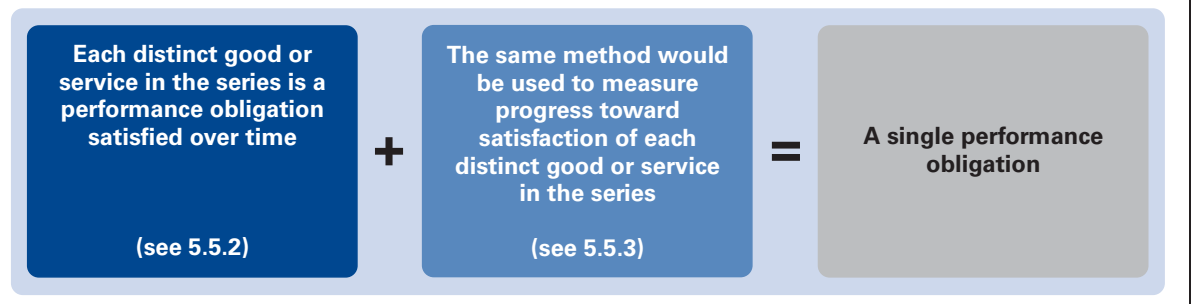 Each distinct good or
service in the series is a
performance obligation
satisfied over time
(see 5.5.2)
+
The same method would
be used to measure
progress toward
satisfaction of each
distinct good or service
in the series
(see 5.5.3)
=
A single performance
obligation